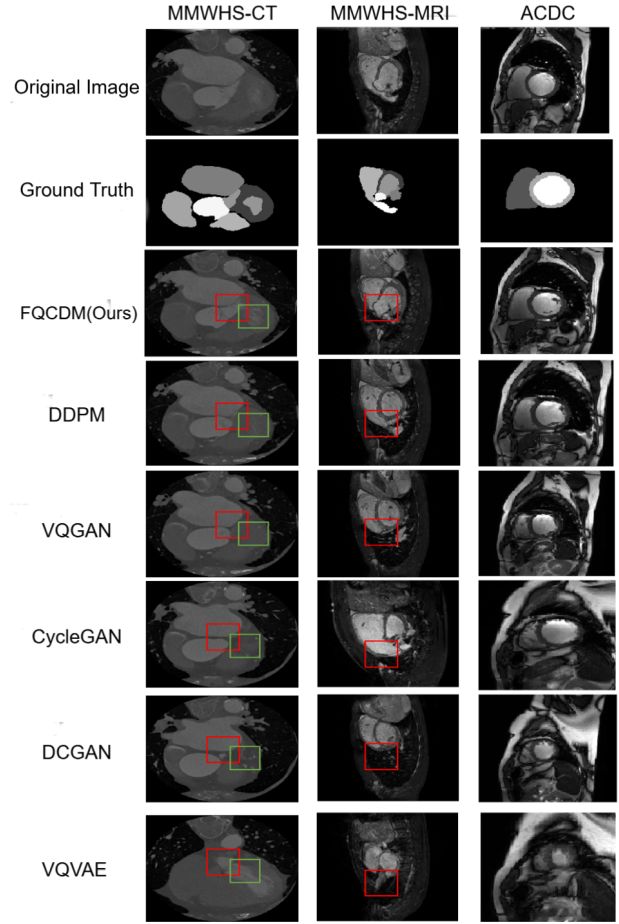 MMWHS-CT MMWHS-MRI ACDC
Original Image
Ground Truth
FQCDM(Ours)
DDPM
VQGAN
CycleGAN
DCGAN
VQVAE